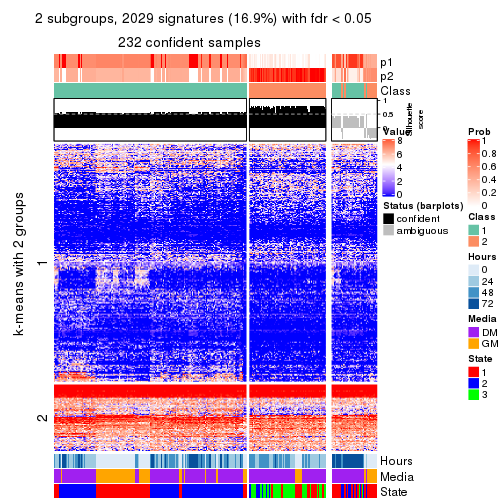 2 subgroups, 2029 signatures (16.9%) with fdr < 0.05
232 confident samples
p1
p2
Class
1
0.5
0
Silhouette
score
k-means with 2 groups
1
2
Hours
Media
State
Value
8
6
4
2
0
Status (barplots)
confident
ambiguous
Prob
1
0.8
0.6
0.4
0.2
0
Class
1
2
Hours
0
24
48
72
Media
DM
GM
State
1
2
3